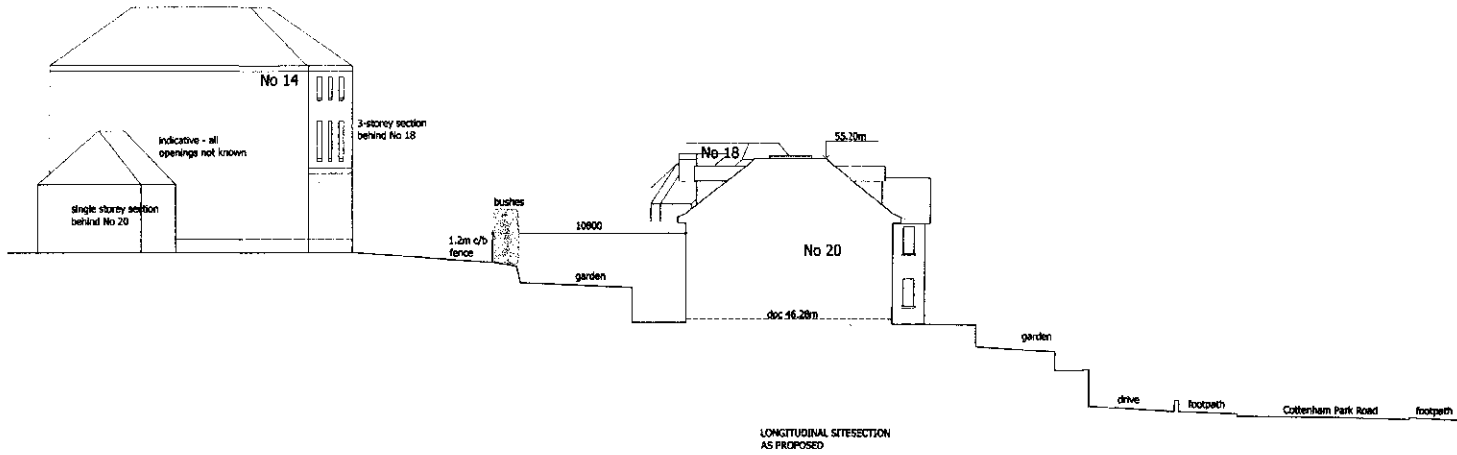 No 14
3-storey section
behind No 18
indicative - all
openings not known
single storey section
behind No 20
bushes
1.2m c/b
fence
10800
garden
No 18
55.20m
No 20
dpc 46.28m
garden
drive
footpath
Cottenham Park Road
footpath
LONGITUDINAL SITESECTION
AS PROPOSED